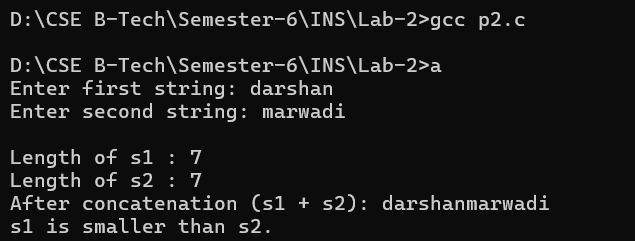 D:\CSE B-Tech\Semester-6\INS\Lab-2>gcc p2.c
D:\CSE B-Tech\Semester-6\INS\Lab-2>a
Enter first string: darshan
Enter second string: marwadi
Length of s1 : 7
Length of s2 : 7
After concatenation (s1 + s2): darshanmarwadi
s1 is smaller than s2.